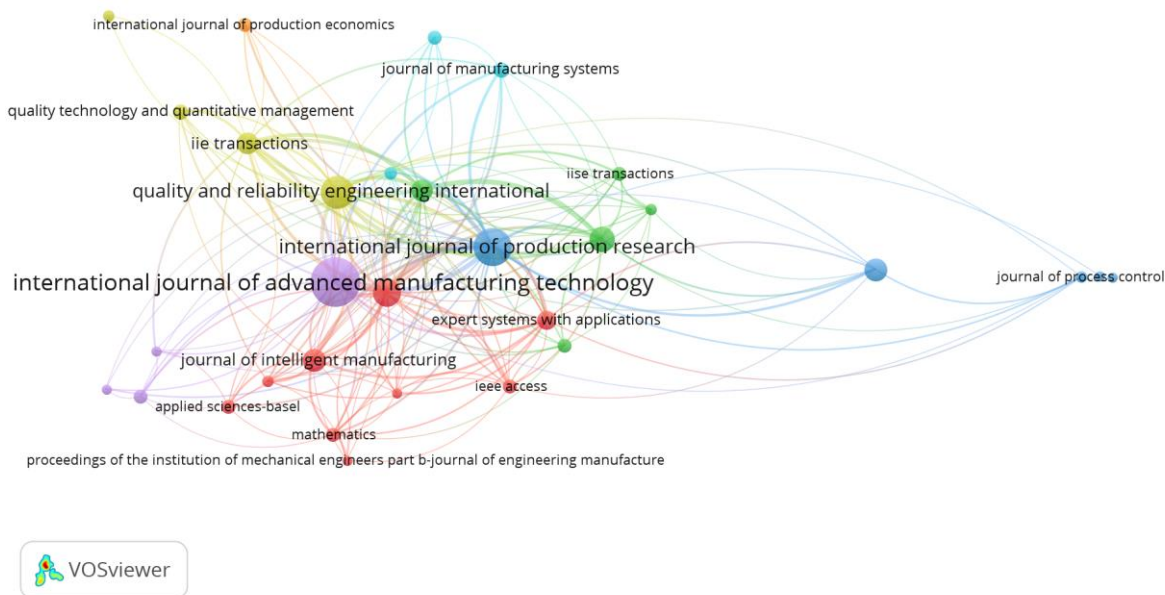 international journal of production economics
journal of manufacturing systems
quality technology and quantitative management
iie transactions
iise transactions
quality and reliability engineering international
international journal of production research
journal of process control
international journal of advanced manufacturing technology
expert systems with applications
journal of intelligent manufacturing
ieee access
applied sciences-basel
mathematics
proceedings of the institution of mechanical engineers part b-journal of engineering manufacture
VOSviewer